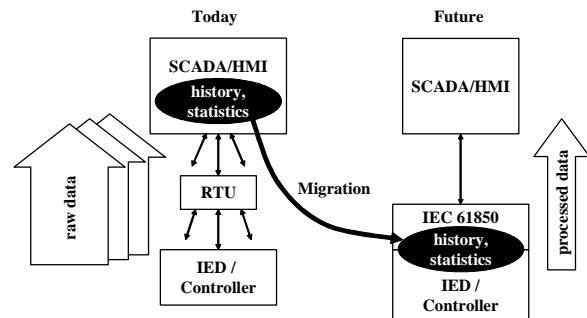 Today
Future
SCADA/HMI
history,
statistics
SCADA/HMI
raw data
RTU
Migration
IED /
Controller
IEC 61850
history,
statistics
IED /
Controller
processed data